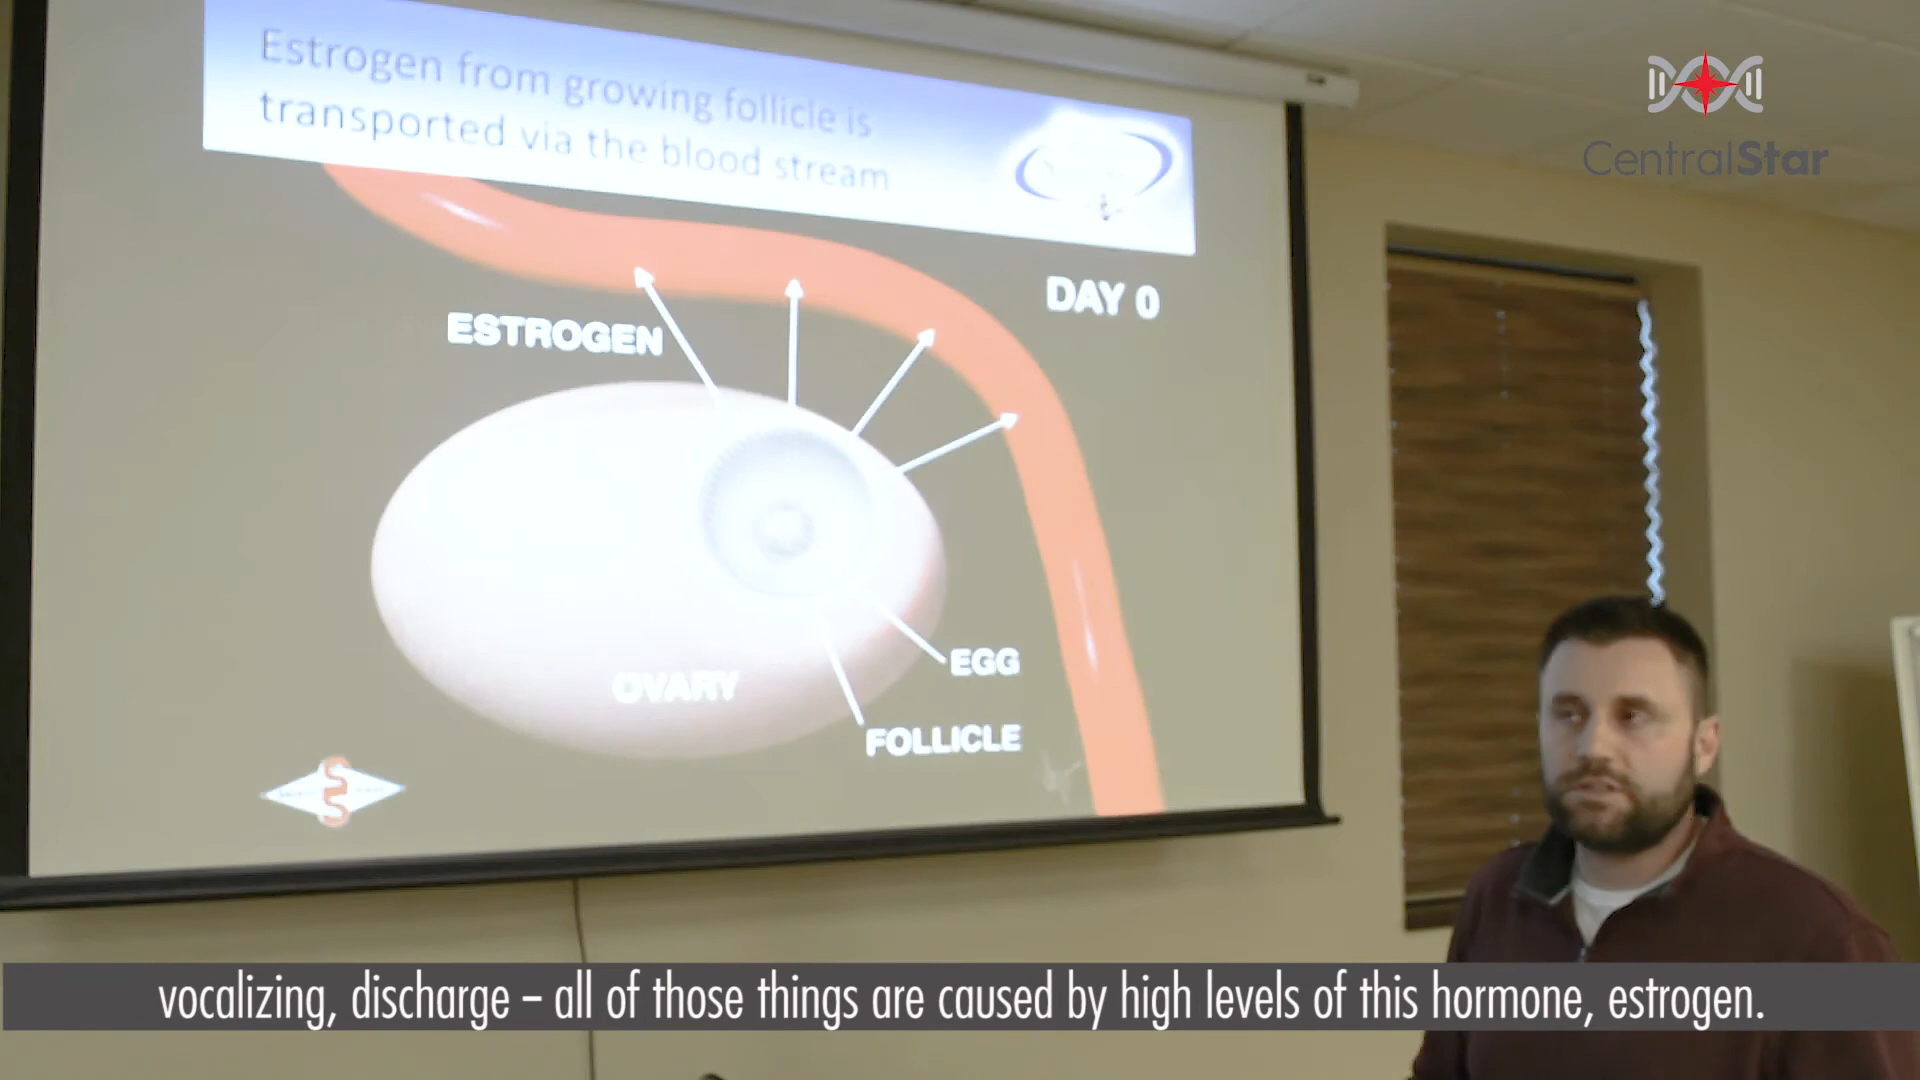 Estrogen from growing follicle is
transported via the blood stream
CentralStar
DAY 0
ESTROGEN
EGG
OVARY
FOLLICLE
vocalizing, discharge – all of those things are caused by high levels of this hormone, estrogen.